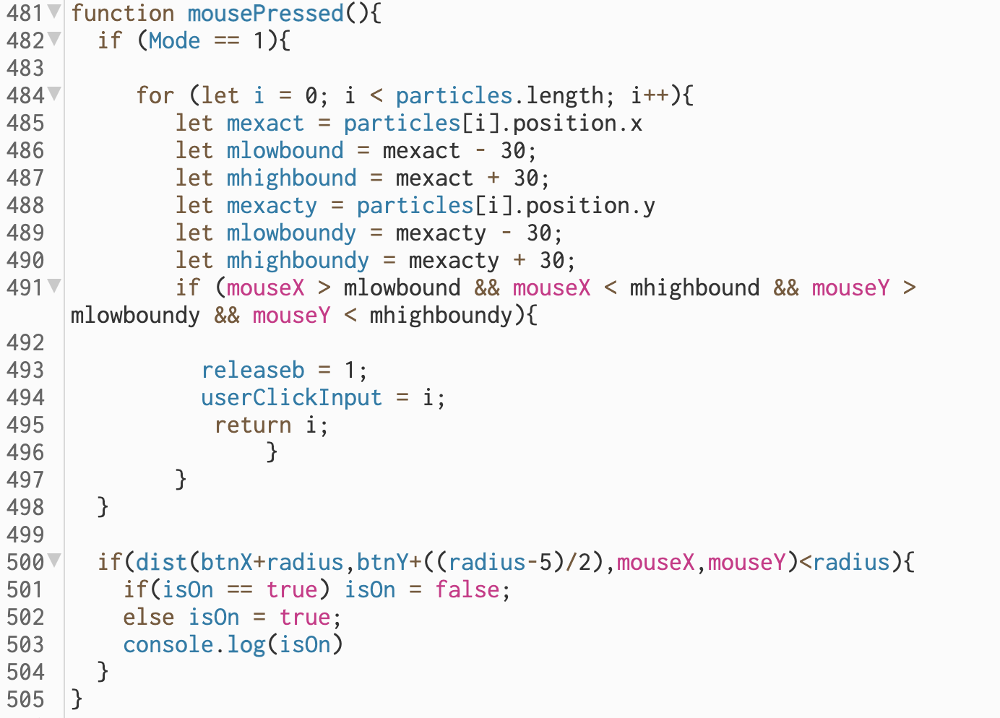 481 function mousePressed(){
482   if (Mode == 1){
483
484      for (let i = 0; i < particles.length; i++){
485         let mexact = particles[i].position.x
486         let mlowbound = mexact - 30;
487         let mhighbound = mexact + 30;
488         let mexacty = particles[i].position.y
489         let mlowboundy = mexacty - 30;
490         let mhighboundy = mexacty + 30;
491         if (mouseX > mlowbound && mouseX < mhighbound && mouseY >
mlowboundy && mouseY < mhighboundy){
492
493           releaseb = 1;
494           userClickInput = i;
495            return i;
496                }
497         }
498   }
499
500   if(dist(btnX+radius,btnY+((radius-5)/2),mouseX,mouseY)<radius){
501     if(isOn == true) isOn = false;
502     else isOn = true;
503     console.log(isOn)
504   }
505 }